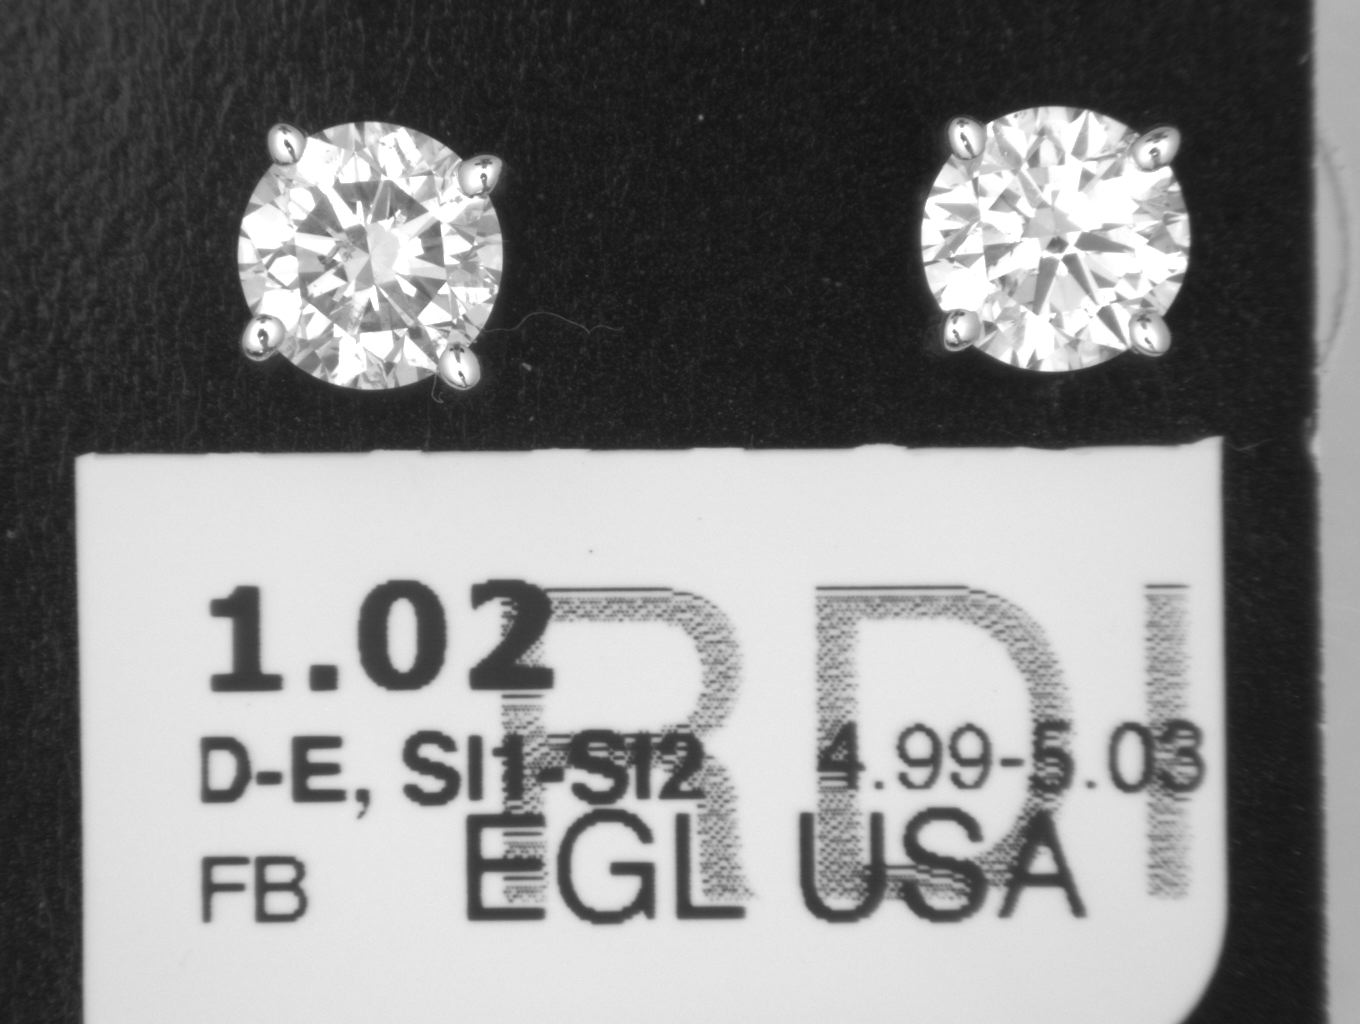 1.02
RDI
D-E, SI1-SI2 4.99-5.03
FB EGL USA